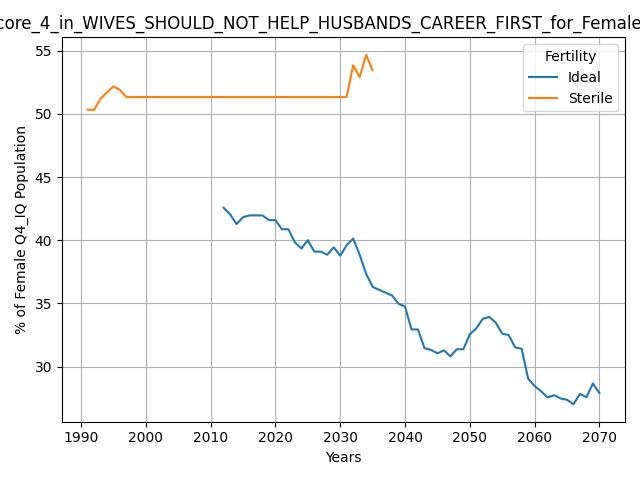 core_4_in_WIVES_SHOULD_NOT_HELP_HUSBANDS_CAREER_FIRST_for_Female
Fertility
Ideal
Sterile
% of Female Q4_IQ Population
55
50
45
40
35
30
1990 2000 2010 2020 2030 2040 2050 2060 2070
Years